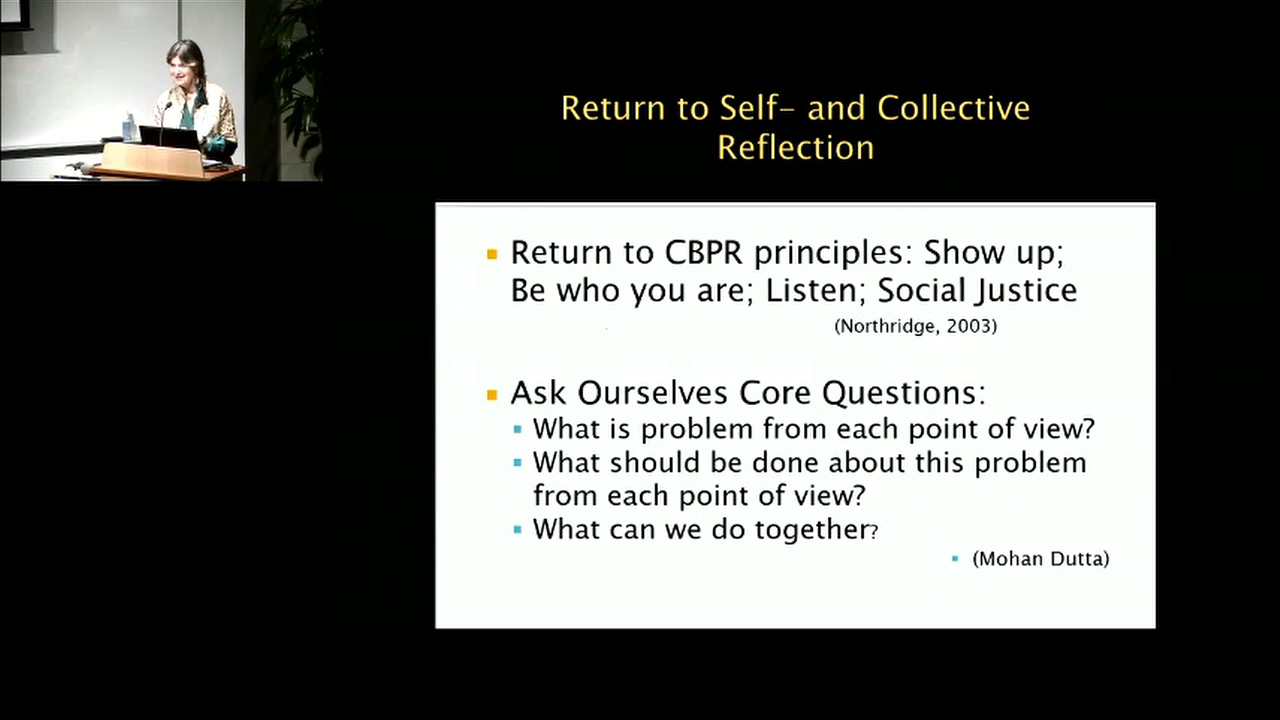 Return to Self- and Collective
Reflection
Return to CBPR principles: Show up;
Be who you are; Listen; Social Justice
(Northridge, 2003)
Ask Ourselves Core Questions:
What is problem from each point of view?
What should be done about this problem
from each point of view?
What can we do together?
(Mohan Dutta)